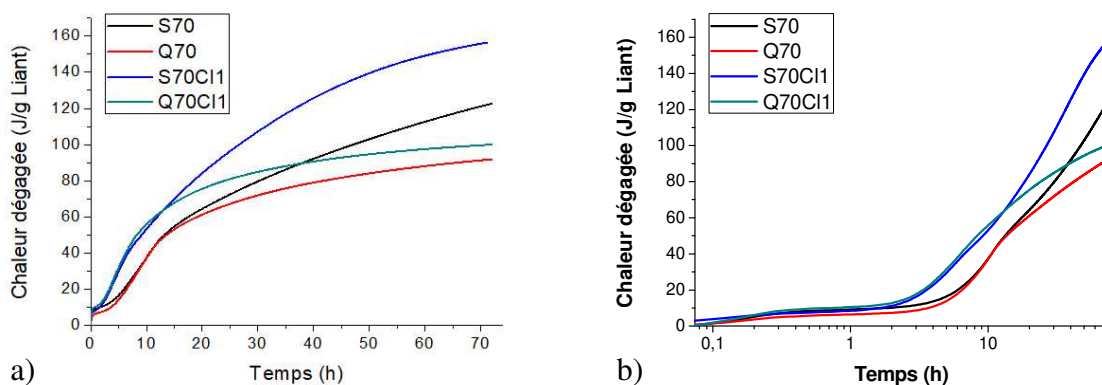 S70
Q70
S70Cl1
Q70Cl1
Chaleur dégagée (J/g Liant)
160
140
120
100
80
60
40
20
0
0 10 20 30 40 50 60 70
Temps (h)
a)
S70
Q70
S70Cl1
Q70Cl1
Chaleur dégagée (J/g Liant)
160
140
120
100
80
60
40
20
0
0,1 1 10
Temps (h)
b)